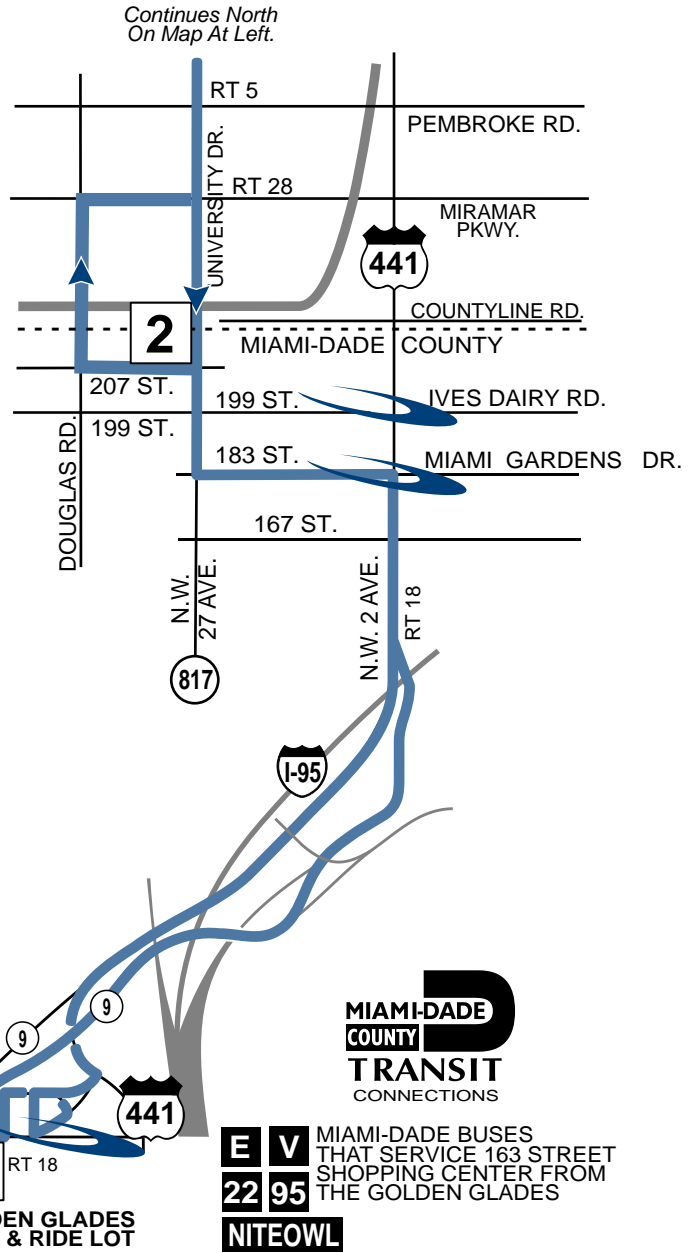 Continues North
On Map At Left.
RT 5
PEMBROKE RD.
UNIVERSITY DR.
RT 28
MIRAMAR
PKWY.
441
COUNTYLINE RD.
2
MIAMI-DADE COUNTY
207 ST.
199 ST.
IVES DAIRY RD.
199 ST.
183 ST.
MIAMI GARDENS DR.
DOUGLAS RD.
167 ST.
N.W.
27 AVE.
N.W. 2 AVE.
RT 18
817
I-95
9
9
MIAMI-DADE
COUNTY
TRANSIT
CONNECTIONS
441
RT 18
E V
22 95
NITEOWL
MIAMI-DADE BUSES
THAT SERVICE 163 STREET
SHOPPING CENTER FROM
THE GOLDEN GLADES
DEN GLADES
& RIDE LOT